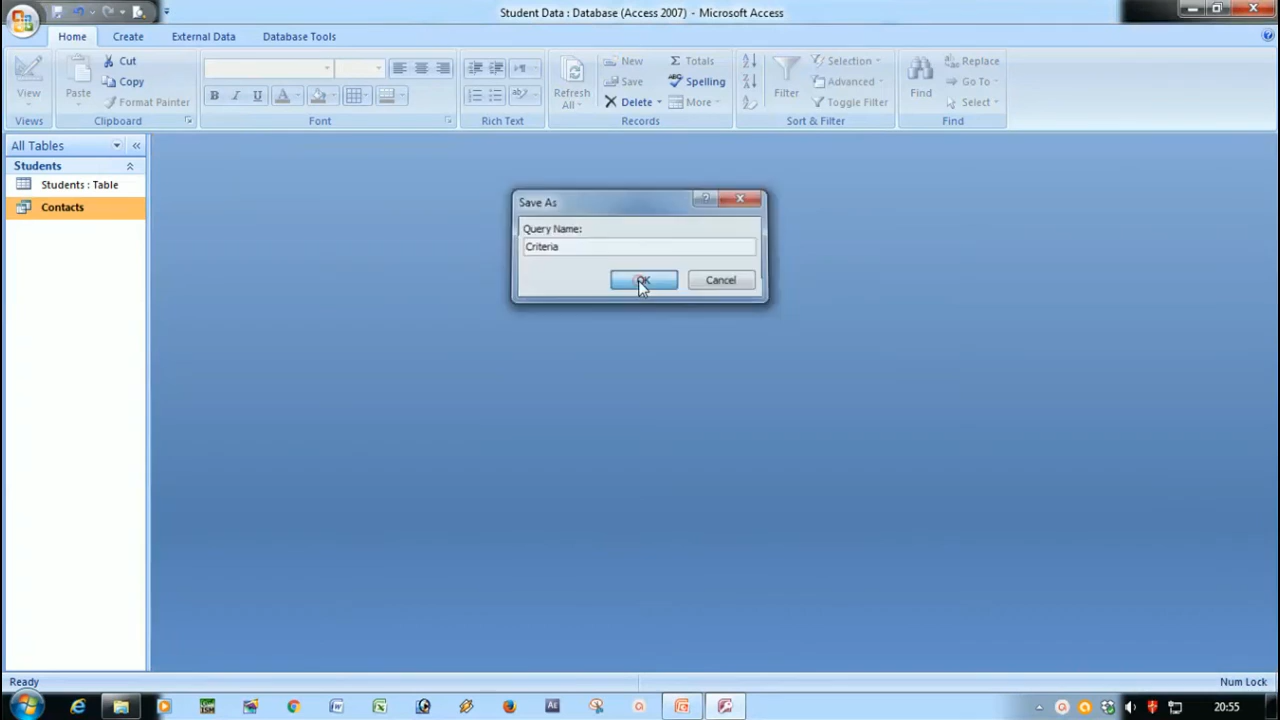 Student Data : Database (Access 2007) - Microsoft Access
Home Create External Data Database Tools
View
Views
Paste
Cut
Copy
Format Painter
Clipboard
B I U
Font
Rich Text
Refresh All
New
Save
Delete
Totals
Spelling
More
Records
Filter
Selection
Advanced
Toggle Filter
Sort & Filter
Find
Replace
Go To
Select
Find
All Tables
Students
Students : Table
Contacts
Save As
Query Name:
Criteria
OK Cancel
Ready Num Lock
20:55